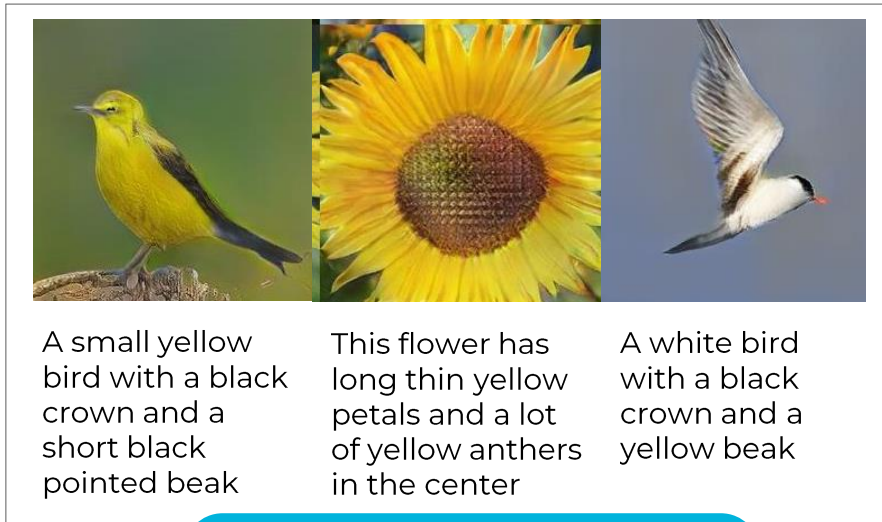 A small yellow
bird with a black
crown and a
short black
pointed beak
This flower has
long thin yellow
petals and a lot
of yellow anthers
in the center
A white bird
with a black
crown and a
yellow beak